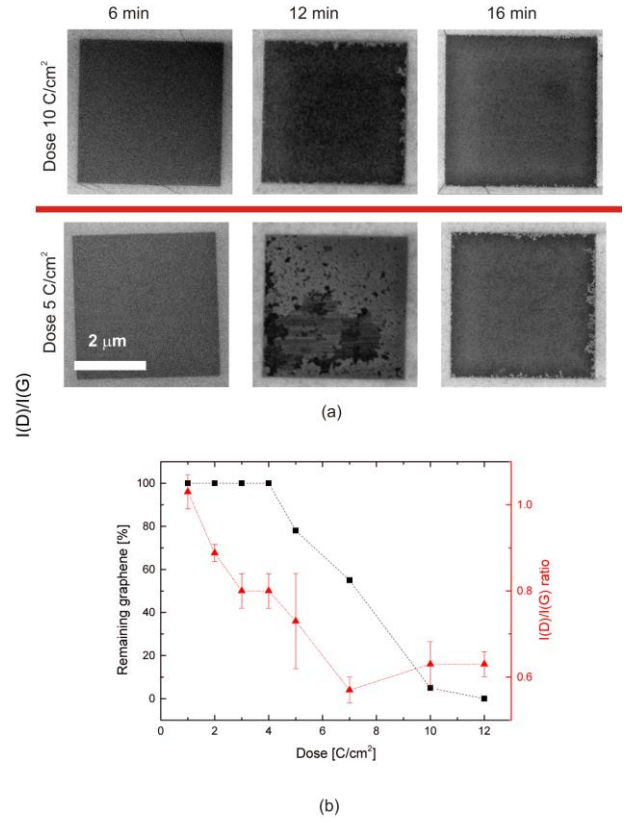 6 min 12 min 16 min
Dose 10 C/cm²
Dose 5 C/cm²
2 μm
(a)
I(D)/I(G)
100
80
60
40
20
0
Remaining graphene [%]
1.0
0.8
0.6
I(D)/I(G) ratio
0 2 4 6 8 10 12
Dose [C/cm²]
(b)